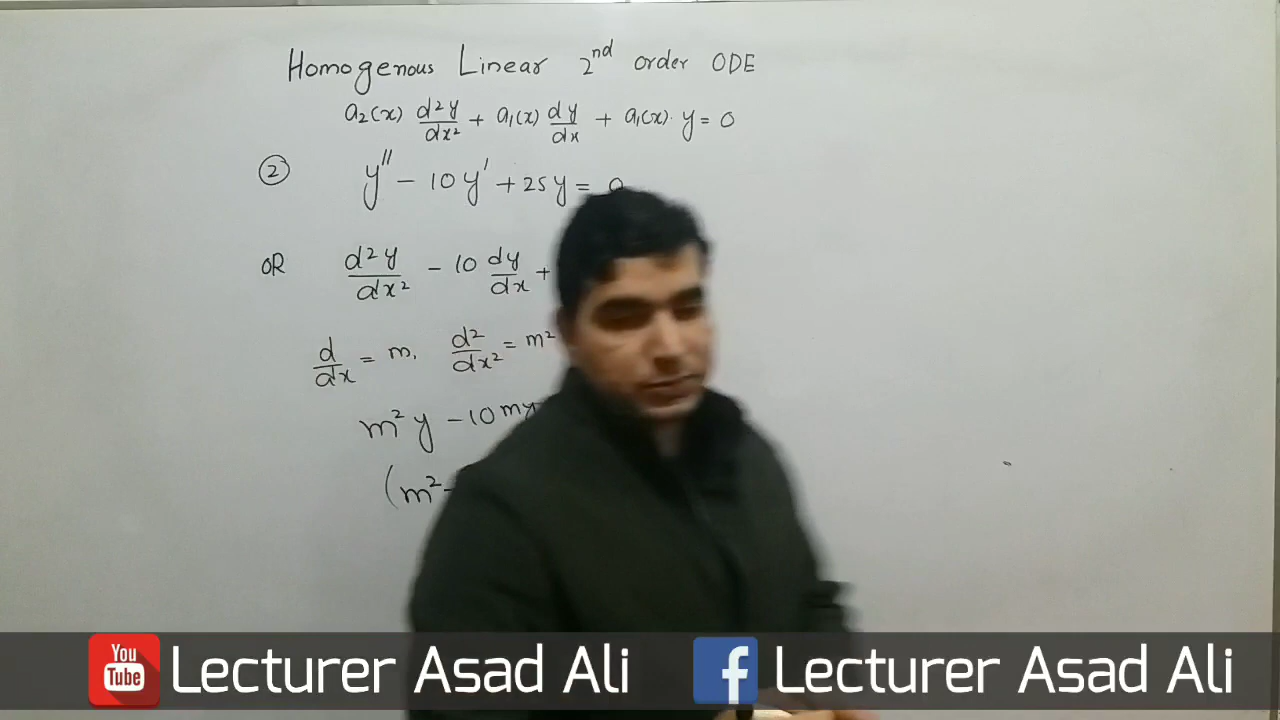 Homogenous Linear 2nd order ODE
a₂(x) d²y/dx² + a₁(x) dy/dx + a₁(x). y = 0
② y'' - 10y' + 25y = 0
OR d²y/dx² - 10 dy/dx +
d/dx = m, d²/dx² = m²
m²y - 10my
(m² -
You Tube Lecturer Asad Ali f Lecturer Asad Ali